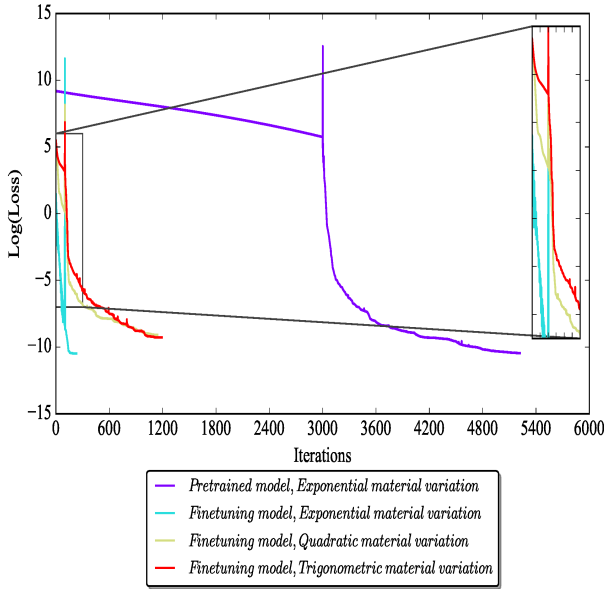 15
10
5
0
−5
−10
−15
Log(Loss)
0 600 1200 1800 2400 3000 3600 4200 4800 5400 6000
Iterations
Pretrained model, Exponential material variation
Finetuning model, Exponential material variation
Finetuning model, Quadratic material variation
Finetuning model, Trigonometric material variation